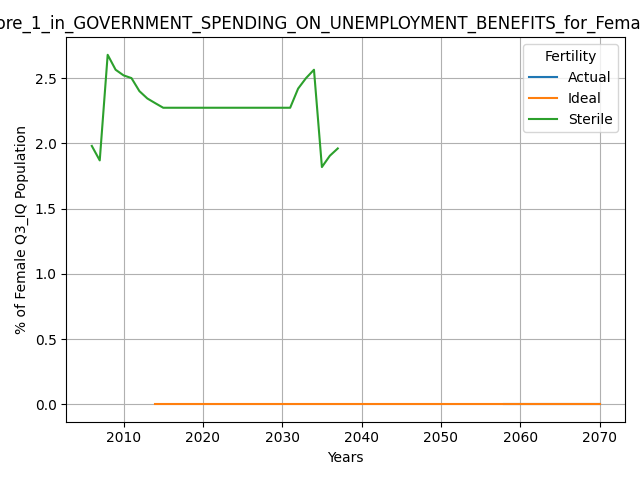 ore_1_in_GOVERNMENT_SPENDING_ON_UNEMPLOYMENT_BENEFITS_for_Fema
Fertility
Actual
Ideal
Sterile
% of Female Q3_IQ Population
2.5
2.0
1.5
1.0
0.5
0.0
2010 2020 2030 2040 2050 2060 2070
Years